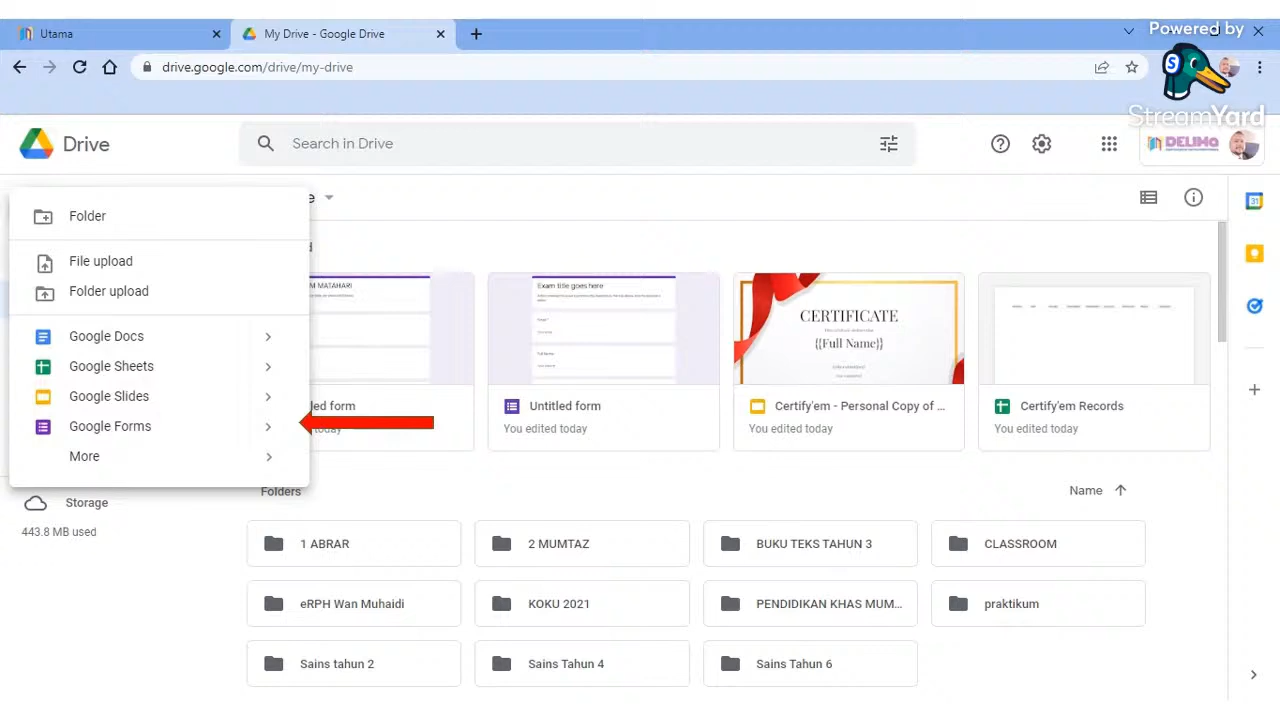 Utama
My Drive - Google Drive
Powered by
drive.google.com/drive/my-drive
StreamYard
Drive
Search in Drive
DELIMa
Folder
File upload
Folder upload
Google Docs
Google Sheets
Google Slides
Google Forms
More
Exam title goes here
Full Name
CERTIFICATE
{{Full Name}}
Untitled form
Certify'em - Personal Copy of ...
Certify'em Records
today
You edited today
You edited today
You edited today
Storage
443.8 MB used
Folders
Name
1 ABRAR
2 MUMTAZ
BUKU TEKS TAHUN 3
CLASSROOM
eRPH Wan Muhaidi
KOKU 2021
PENDIDIKAN KHAS MUM...
praktikum
Sains tahun 2
Sains Tahun 4
Sains Tahun 6